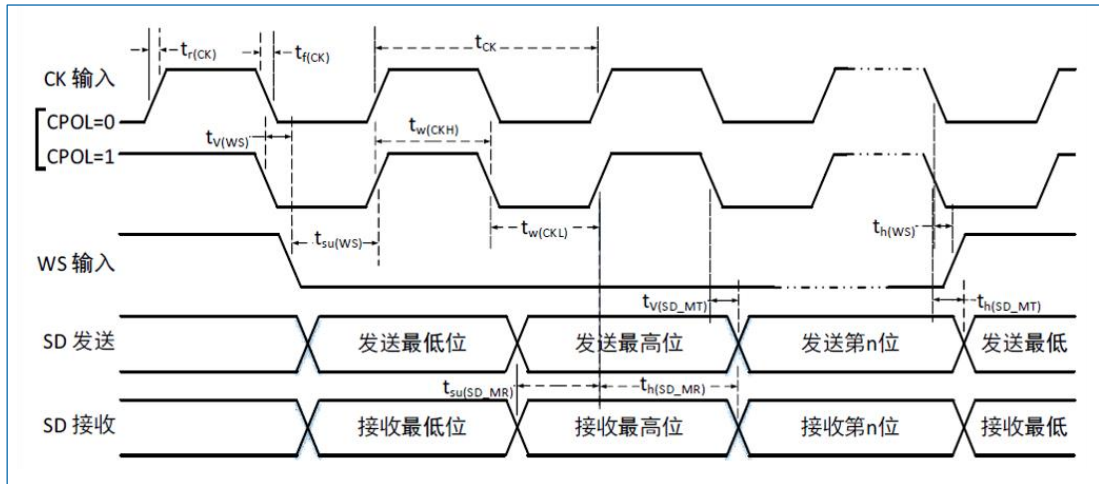 tr(CK)
tf(CK)
tCK
CK 输入
CPOL=0
CPOL=1
tV(WS)
tw(CKH)
tsu(WS)
tw(CKL)
th(WS)
WS 输入
tV(SD_MT)
th(SD_MT)
SD 发送
发送最低位
发送最高位
发送第n位
发送最低
tsu(SD_MR)
th(SD_MR)
SD 接收
接收最低位
接收最高位
接收第n位
接收最低